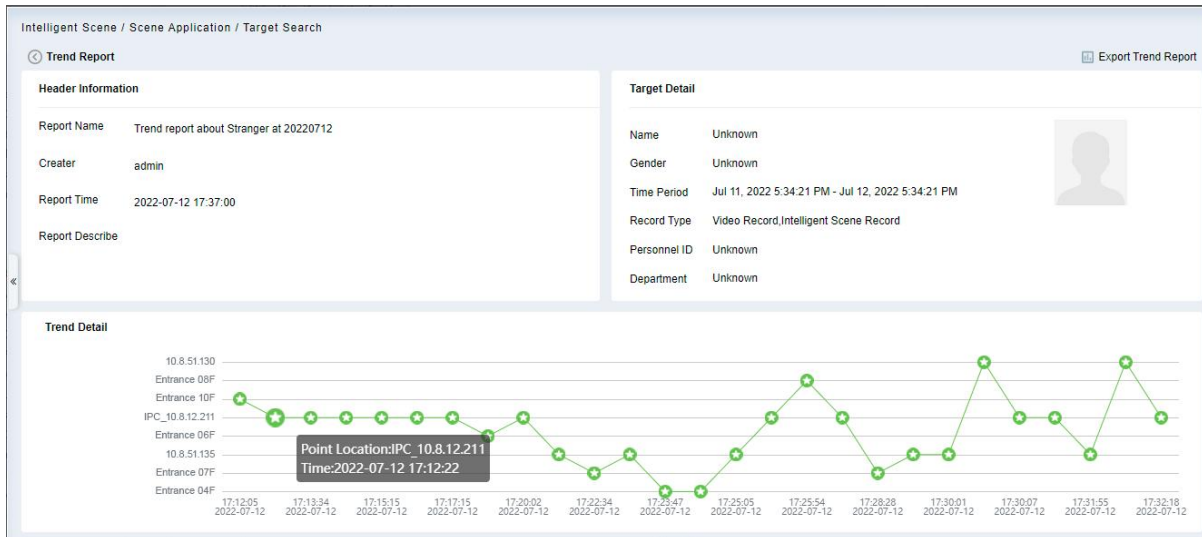 Intelligent Scene / Scene Application / Target Search
Trend Report
Export Trend Report
Header Information
Report Name Trend report about Stranger at 20220712
Creater admin
Report Time 2022-07-12 17:37:00
Report Describe
Target Detail
Name Unknown
Gender Unknown
Time Period Jul 11, 2022 5:34:21 PM - Jul 12, 2022 5:34:21 PM
Record Type Video Record,Intelligent Scene Record
Personnel ID Unknown
Department Unknown
«
Trend Detail
10.8.51.130
Entrance 08F
Entrance 10F
IPC_10.8.12.211
Entrance 06F
10.8.51.135
Entrance 07F
Entrance 04F
Point Location:IPC_10.8.12.211
Time:2022-07-12 17:12:22
17:12:05 17:13:34 17:15:15 17:17:15 17:20:02 17:22:34 17:23:47 17:25:05 17:25:54 17:28:28 17:30:01 17:30:07 17:31:55 17:32:18
2022-07-12 2022-07-12 2022-07-12 2022-07-12 2022-07-12 2022-07-12 2022-07-12 2022-07-12 2022-07-12 2022-07-12 2022-07-12 2022-07-12 2022-07-12 2022-07-12